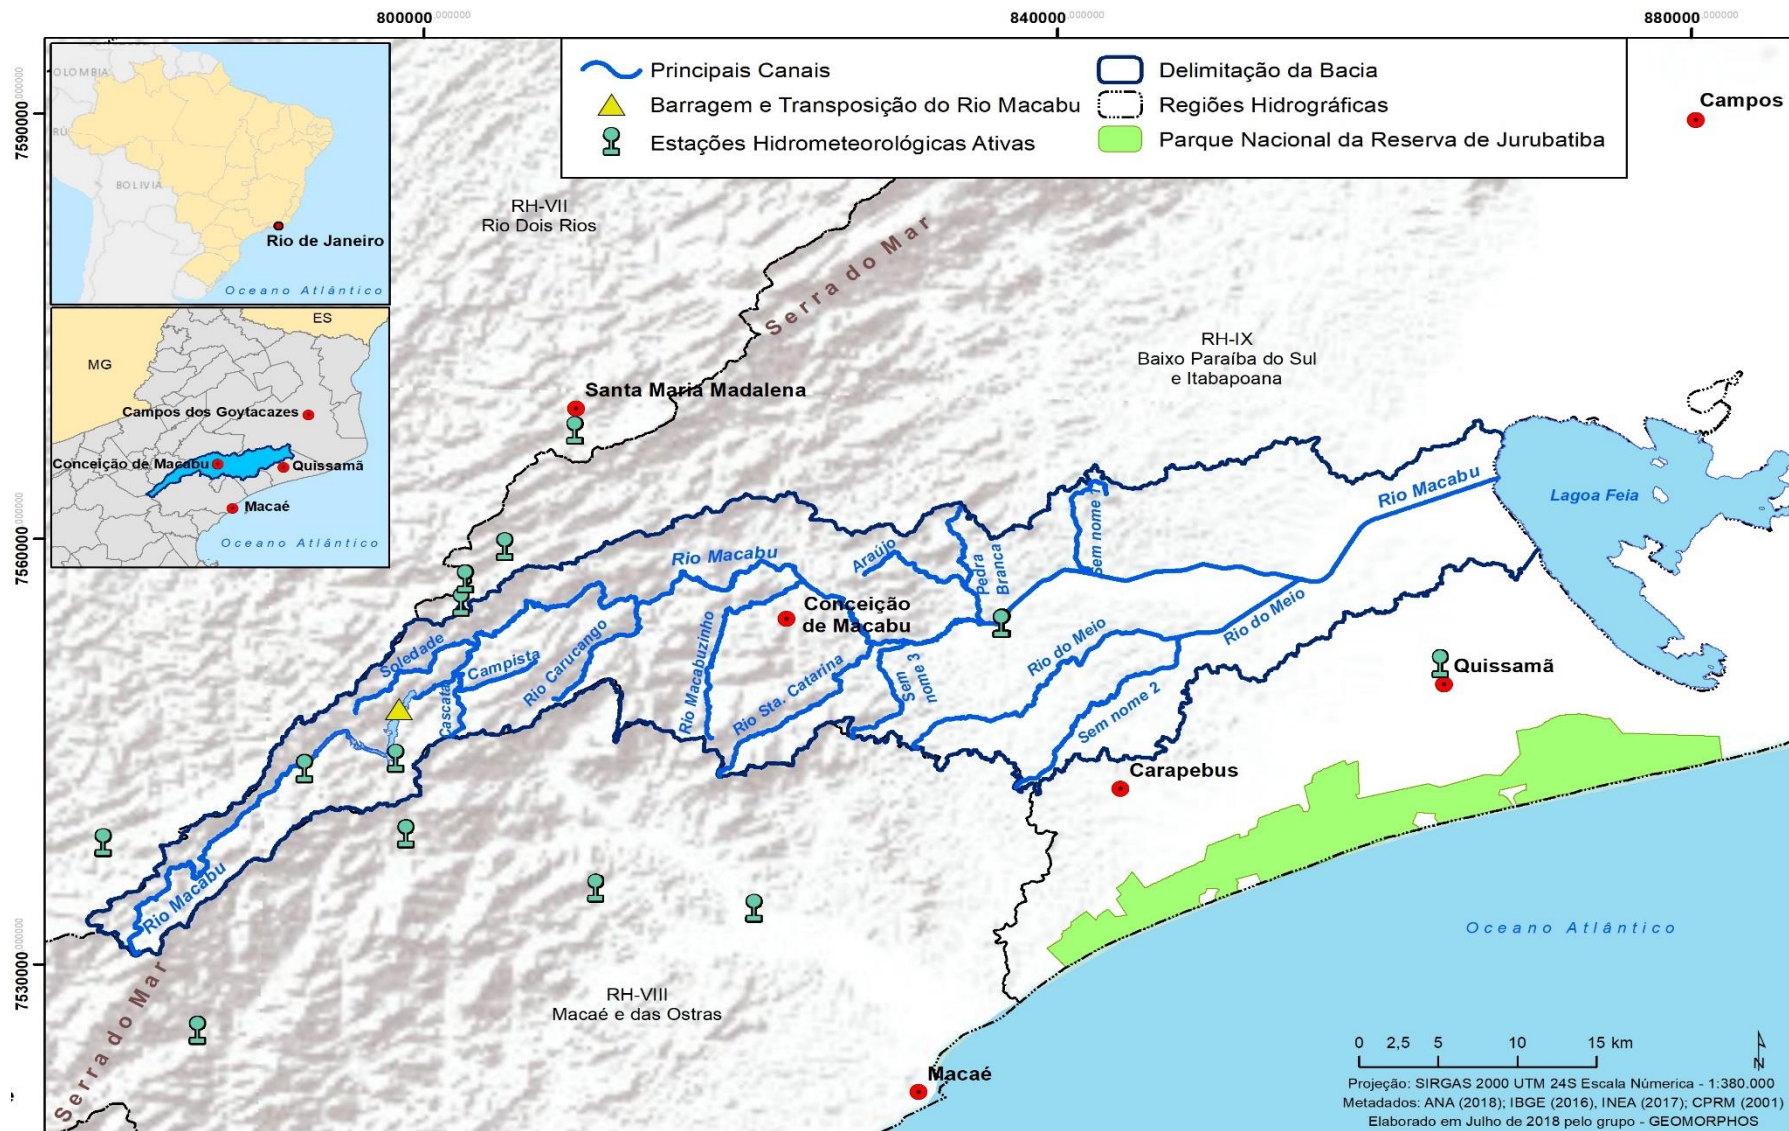 800000,000000
840000,000000
880000,000000
7590000,000000
7560000,000000
7530000,000000
OLOMBIA
RÚ
BOLIVIA
Rio de Janeiro
Oceano Atlântico
ES
MG
Campos dos Goytacazes
Conceição de Macabu
Quissamã
Macaé
Oceano Atlântico
Principais Canais
Barragem e Transposição do Rio Macabu
Estações Hidrometeorológicas Ativas
Delimitação da Bacia
Regiões Hidrográficas
Parque Nacional da Reserva de Jurubatiba
Campos
RH-VII
Rio Dois Rios
Serra do Mar
RH-IX
Baixo Paraíba do Sul
e Itabapoana
Santa Maria Madalena
Rio Macabu
Lagoa Feia
Sem nome 1
Araújo
Pedra
Branca
Rio Macabu
Conceição
de Macabu
Soledade
Campista
Cascata
Rio Carucango
Rio Macabuzinho
Rio Sta. Catarina
Sem
nome 3
Rio do Meio
Rio do Meio
Sem nome 2
Quissamã
Carapebus
Rio Macabu
Serra do Mar
RH-VIII
Macaé e das Ostras
Macaé
Oceano Atlântico
0 2,5 5 10 15 km
N
Projeção: SIRGAS 2000 UTM 24S Escala Númerica - 1:380.000
Metadados: ANA (2018); IBGE (2016), INEA (2017); CPRM (2001)
Elaborado em Julho de 2018 pelo grupo - GEOMORPHOS